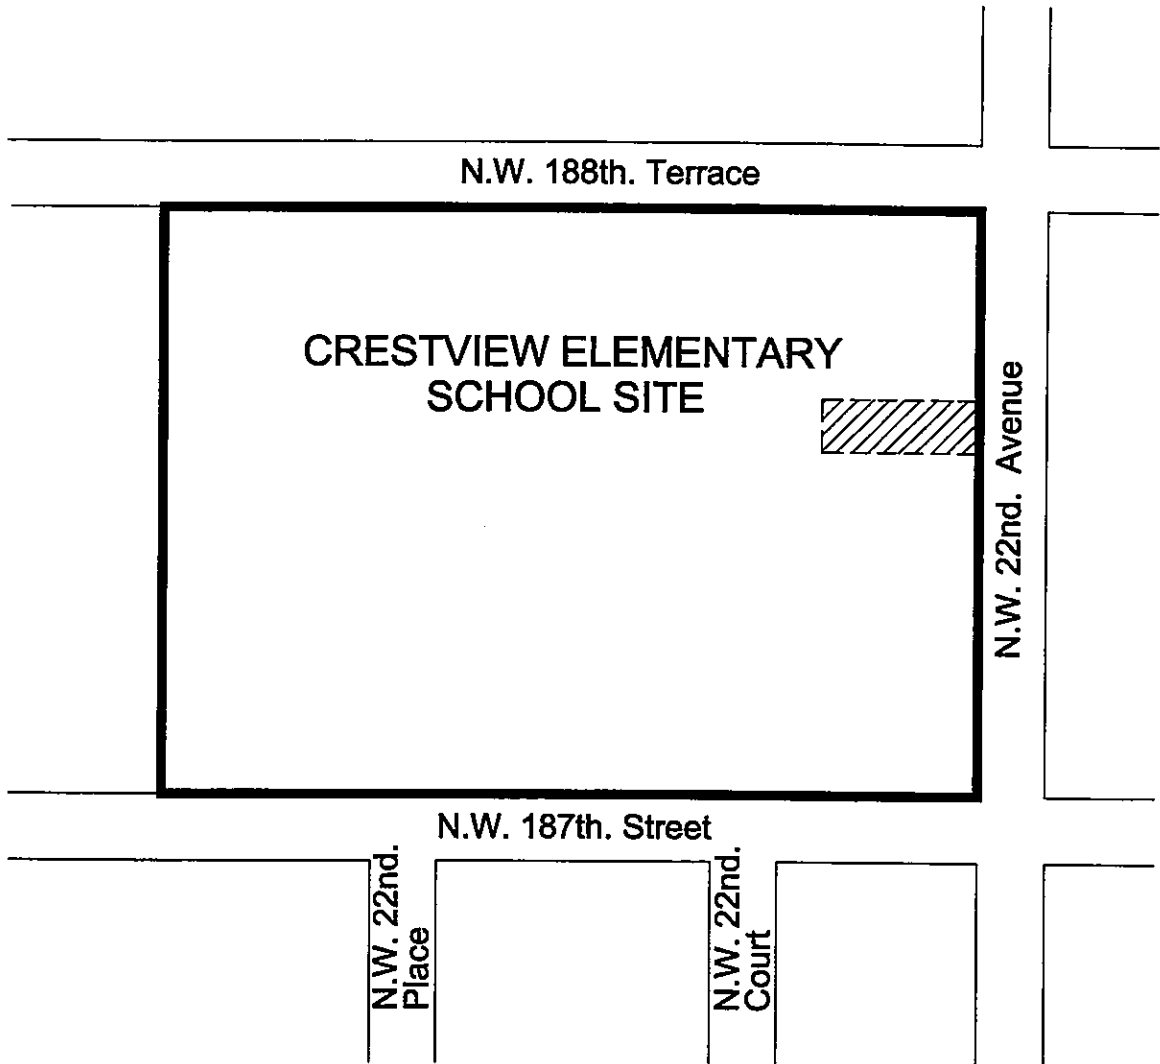 N.W. 188th. Terrace
CRESTVIEW ELEMENTARY
SCHOOL SITE
N.W. 22nd. Avenue
N.W. 187th. Street
N.W. 22nd.
Place
N.W. 22nd.
Court